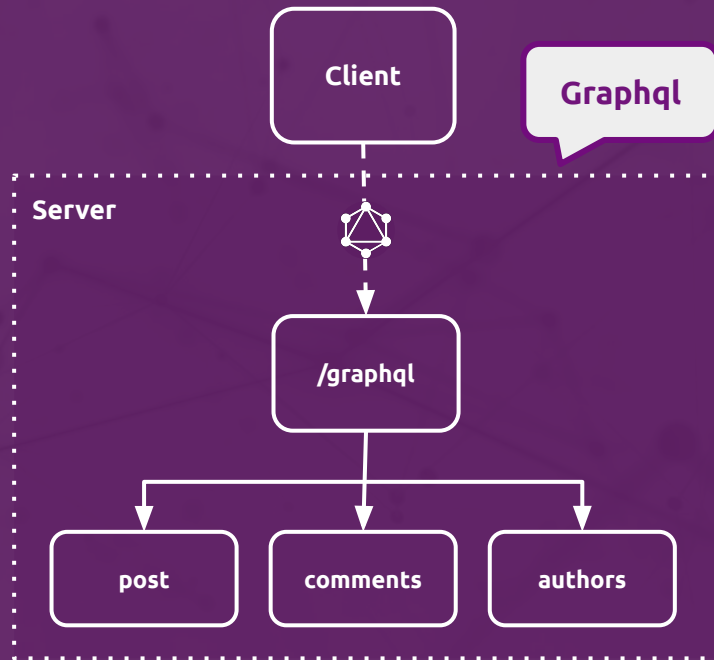 Client
Graphql
Server
/graphql
post
comments
authors